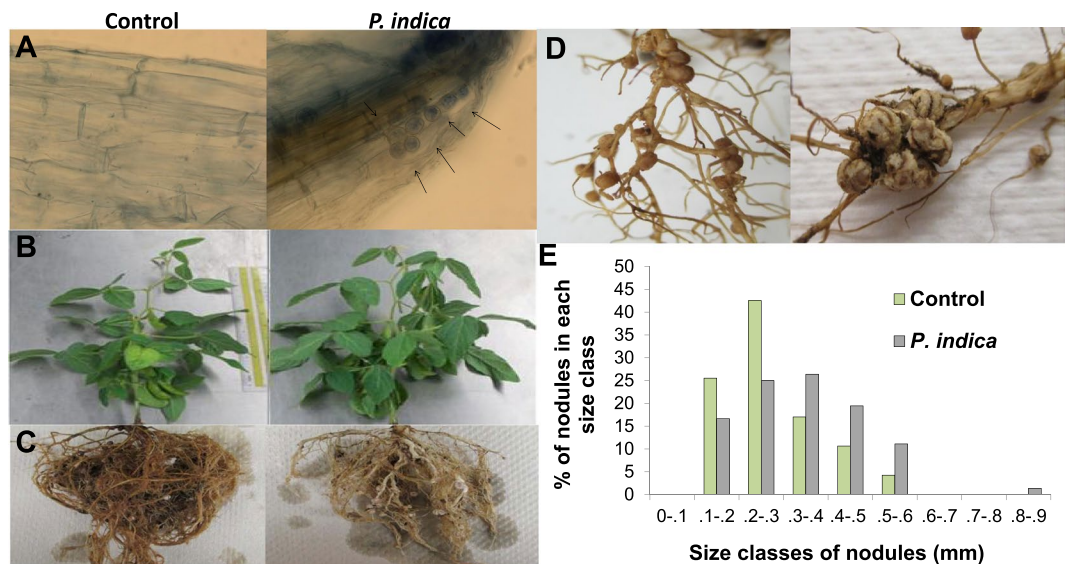 Control
P. indica
A
B
C
D
E
50
45
40
35
30
25
20
15
10
5
0
% of nodules in each
size class
Control
P. indica
0-.1 .1-.2 .2-.3 .3-.4 .4-.5 .5-.6 .6-.7 .7-.8 .8-.9
Size classes of nodules (mm)